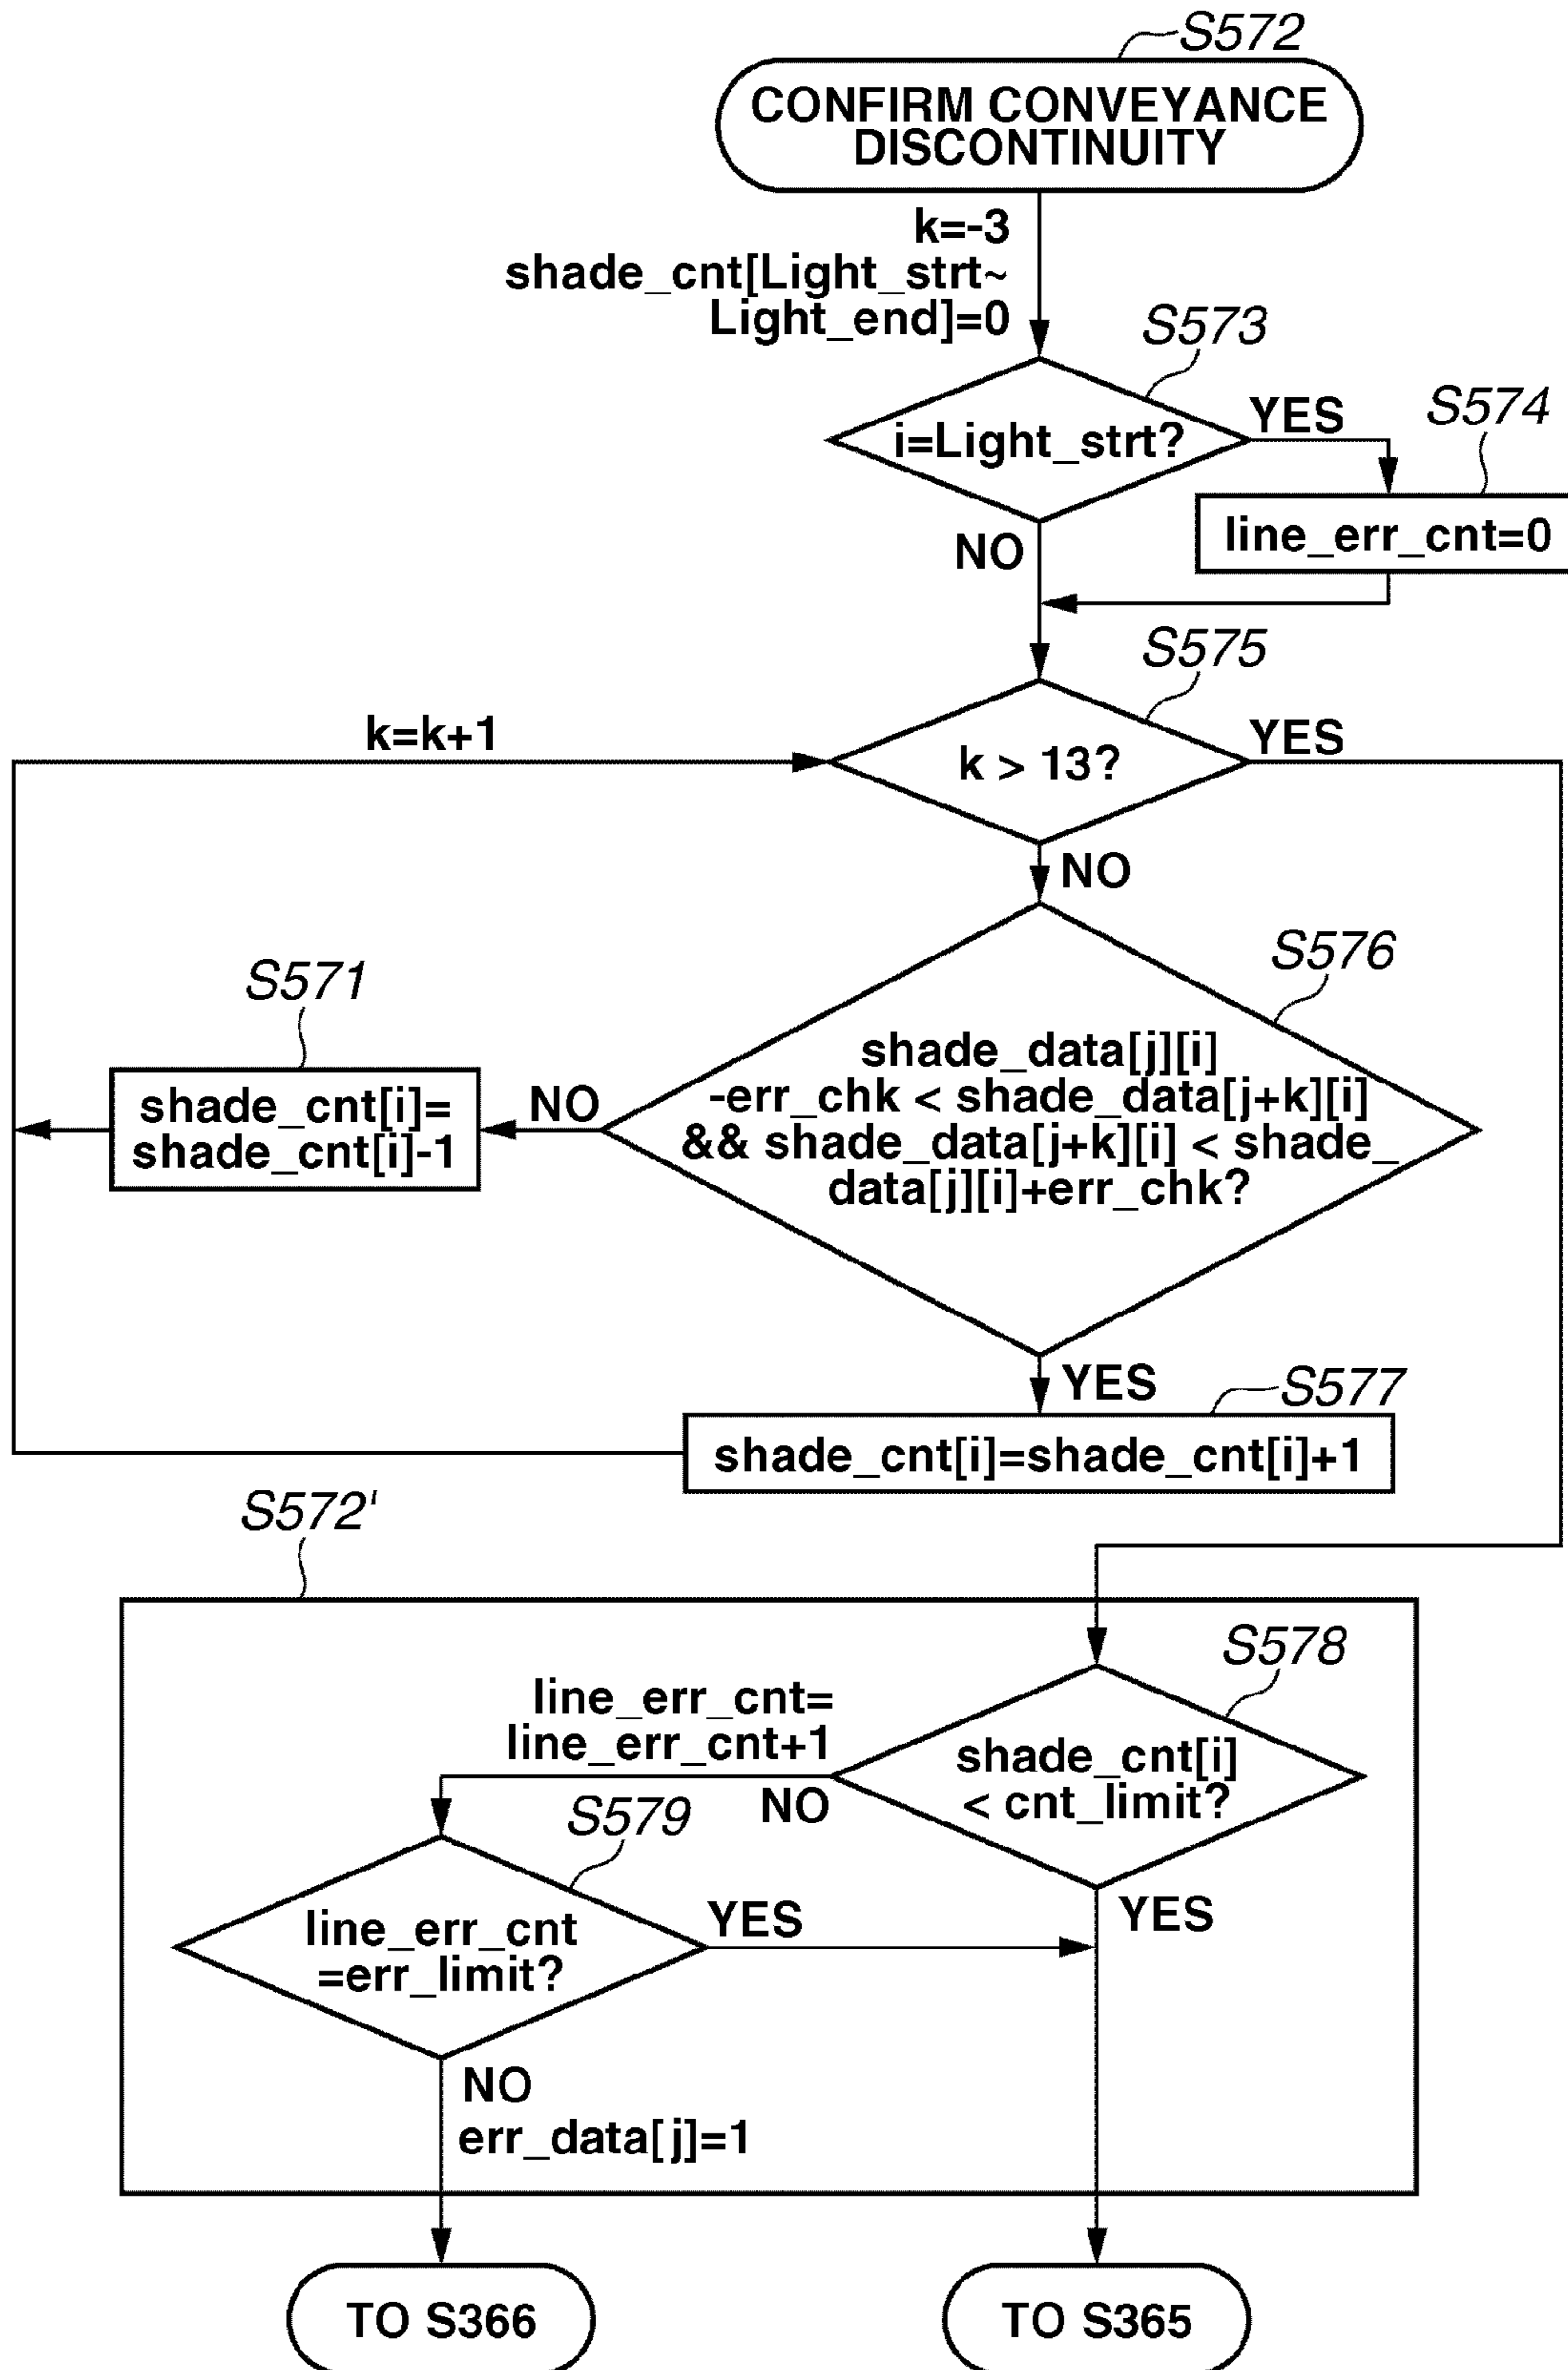 S572
CONFIRM CONVEYANCE
DISCONTINUITY
k=-3
shade_cnt[Light_strt~
Light_end]=0
S573
i=Light_strt?
YES
S574
line_err_cnt=0
NO
S575
k=k+1
k > 13?
YES
NO
S576
S571
shade_data[j][i]
-err_chk < shade_data[j+k][i]
&& shade_data[j+k][i] < shade_
data[j][i]+err_chk?
NO
shade_cnt[i]=
shade_cnt[i]-1
YES
S577
shade_cnt[i]=shade_cnt[i]+1
S572'
S578
line_err_cnt=
line_err_cnt+1
shade_cnt[i]
< cnt_limit?
NO
S579
YES
line_err_cnt
=err_limit?
YES
NO
err_data[j]=1
TO S366
TO S365